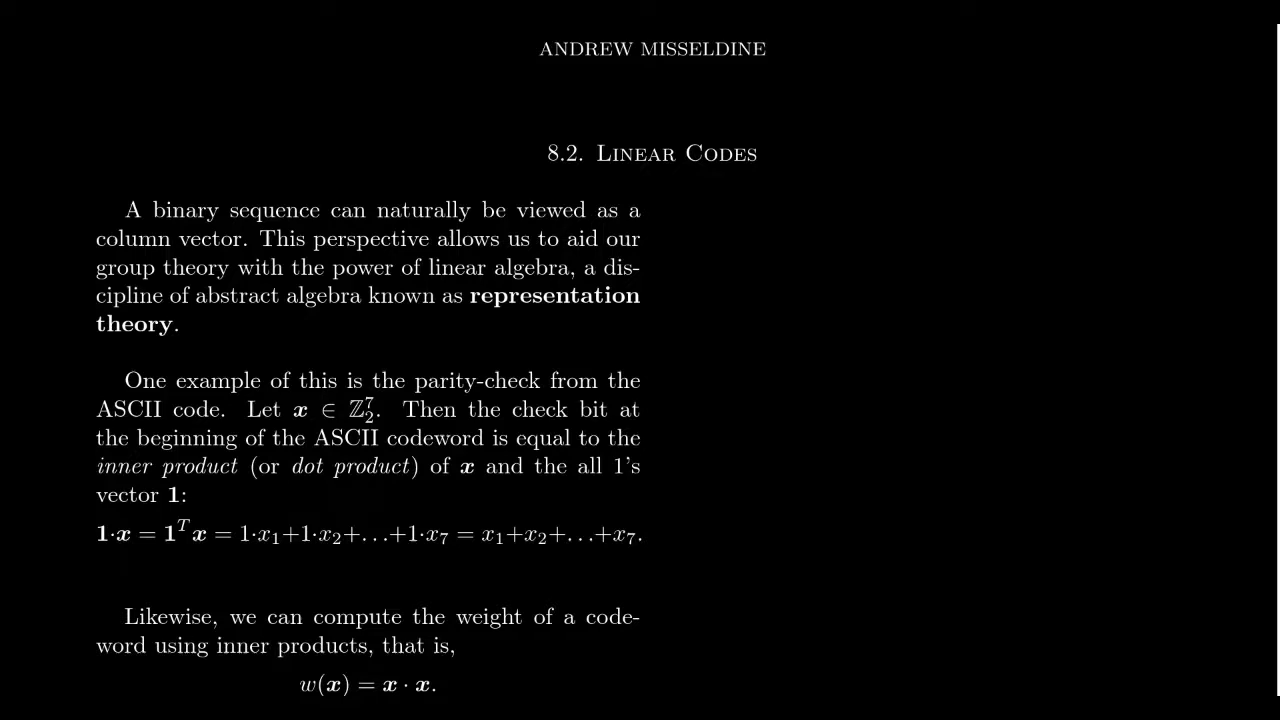 ANDREW MISSELDINE
8.2. Linear Codes
A binary sequence can naturally be viewed as a
column vector. This perspective allows us to aid our
group theory with the power of linear algebra, a dis-
cipline of abstract algebra known as representation
theory.
One example of this is the parity-check from the
ASCII code. Let x ∈ ℤ₂⁷. Then the check bit at
the beginning of the ASCII codeword is equal to the
inner product (or dot product) of x and the all 1's
vector 1:
1·x = 1ᵀx = 1·x₁+1·x₂+...+1·x₇ = x₁+x₂+...+x₇.
Likewise, we can compute the weight of a code-
word using inner products, that is,
w(x) = x · x.